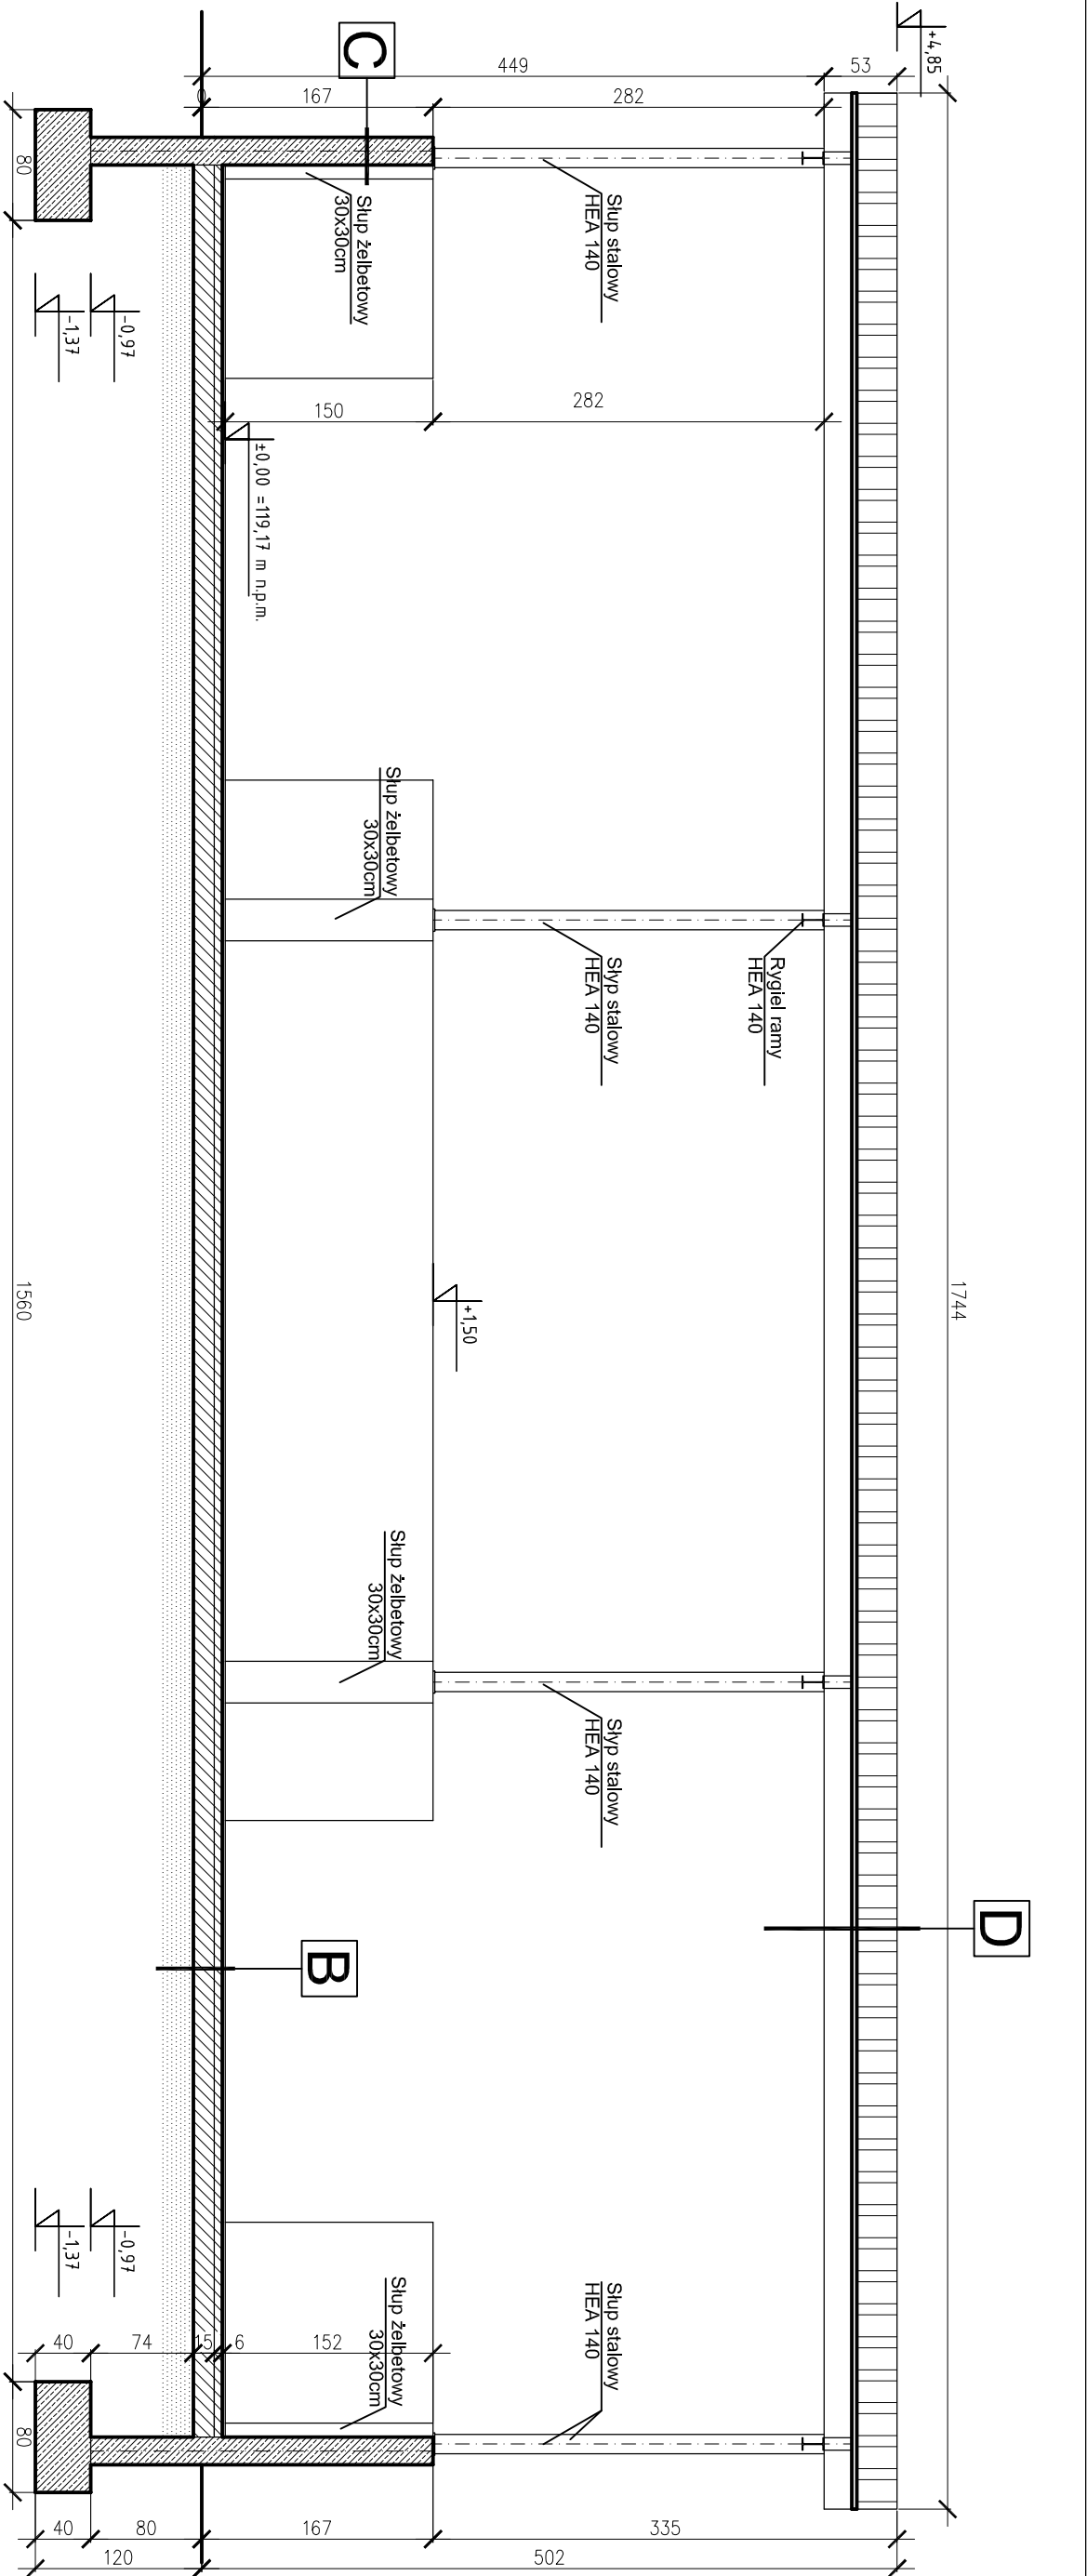 +4,85
53
449
282
167
0
C
80
Słup stalowy
HEA 140
Słup żelbetowy
30x30cm
-0,97
-1,37
282
150
±0,00 =119,17 m n.p.m.
Słup żelbetowy
30x30cm
Słyp stalowy
HEA 140
Rygiel ramy
HEA 140
1744
+1,50
1560
Słup żelbetowy
30x30cm
Słyp stalowy
HEA 140
D
B
-0,97
-1,37
Słup żelbetowy
30x30cm
Słup stalowy
HEA 140
40
74
15
6
152
80
40
80
167
335
120
502